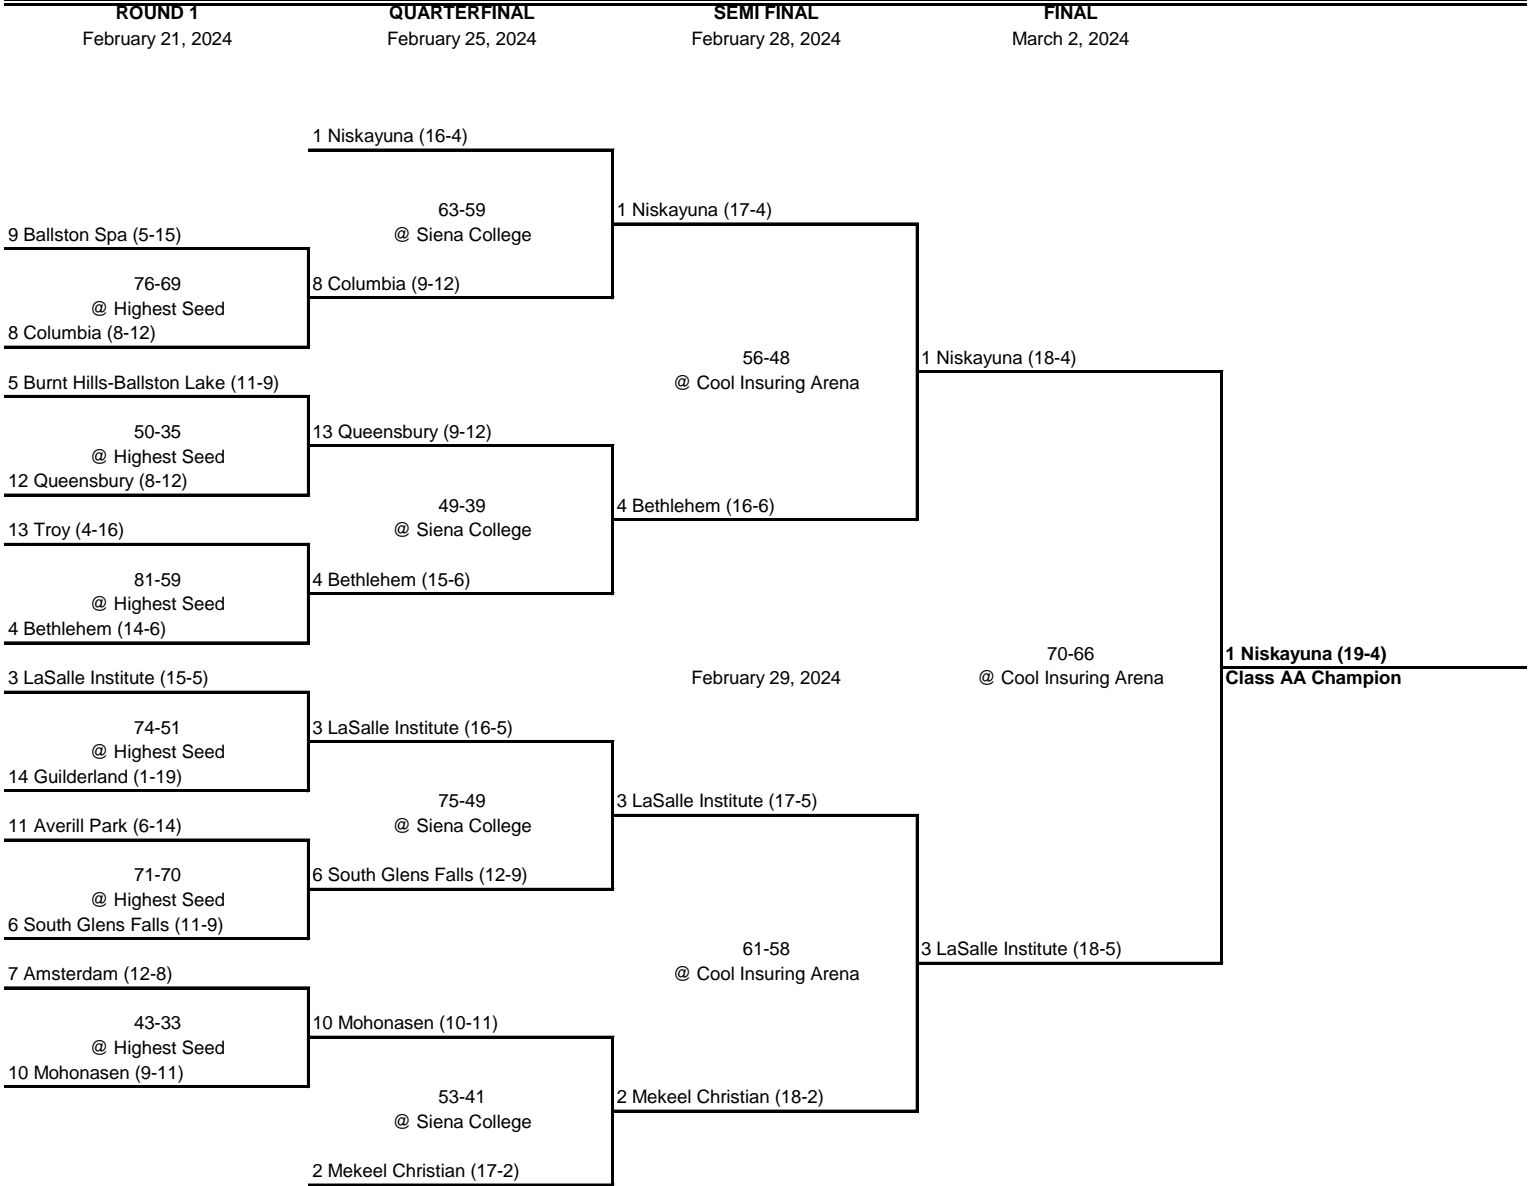 ROUND 1
February 21, 2024
QUARTERFINAL
February 25, 2024
SEMI FINAL
February 28, 2024
FINAL
March 2, 2024
1 Niskayuna (16-4)
63-59
@ Siena College
1 Niskayuna (17-4)
9 Ballston Spa (5-15)
76-69
@ Highest Seed
8 Columbia (8-12)
8 Columbia (9-12)
56-48
@ Cool Insuring Arena
1 Niskayuna (18-4)
5 Burnt Hills-Ballston Lake (11-9)
50-35
@ Highest Seed
12 Queensbury (8-12)
13 Queensbury (9-12)
49-39
@ Siena College
4 Bethlehem (16-6)
13 Troy (4-16)
81-59
@ Highest Seed
4 Bethlehem (14-6)
4 Bethlehem (15-6)
70-66
@ Cool Insuring Arena
1 Niskayuna (19-4)
Class AA Champion
February 29, 2024
3 LaSalle Institute (15-5)
74-51
@ Highest Seed
14 Guilderland (1-19)
3 LaSalle Institute (16-5)
75-49
@ Siena College
3 LaSalle Institute (17-5)
11 Averill Park (6-14)
71-70
@ Highest Seed
6 South Glens Falls (11-9)
6 South Glens Falls (12-9)
61-58
@ Cool Insuring Arena
3 LaSalle Institute (18-5)
7 Amsterdam (12-8)
43-33
@ Highest Seed
10 Mohonasen (9-11)
10 Mohonasen (10-11)
53-41
@ Siena College
2 Mekeel Christian (18-2)
2 Mekeel Christian (17-2)